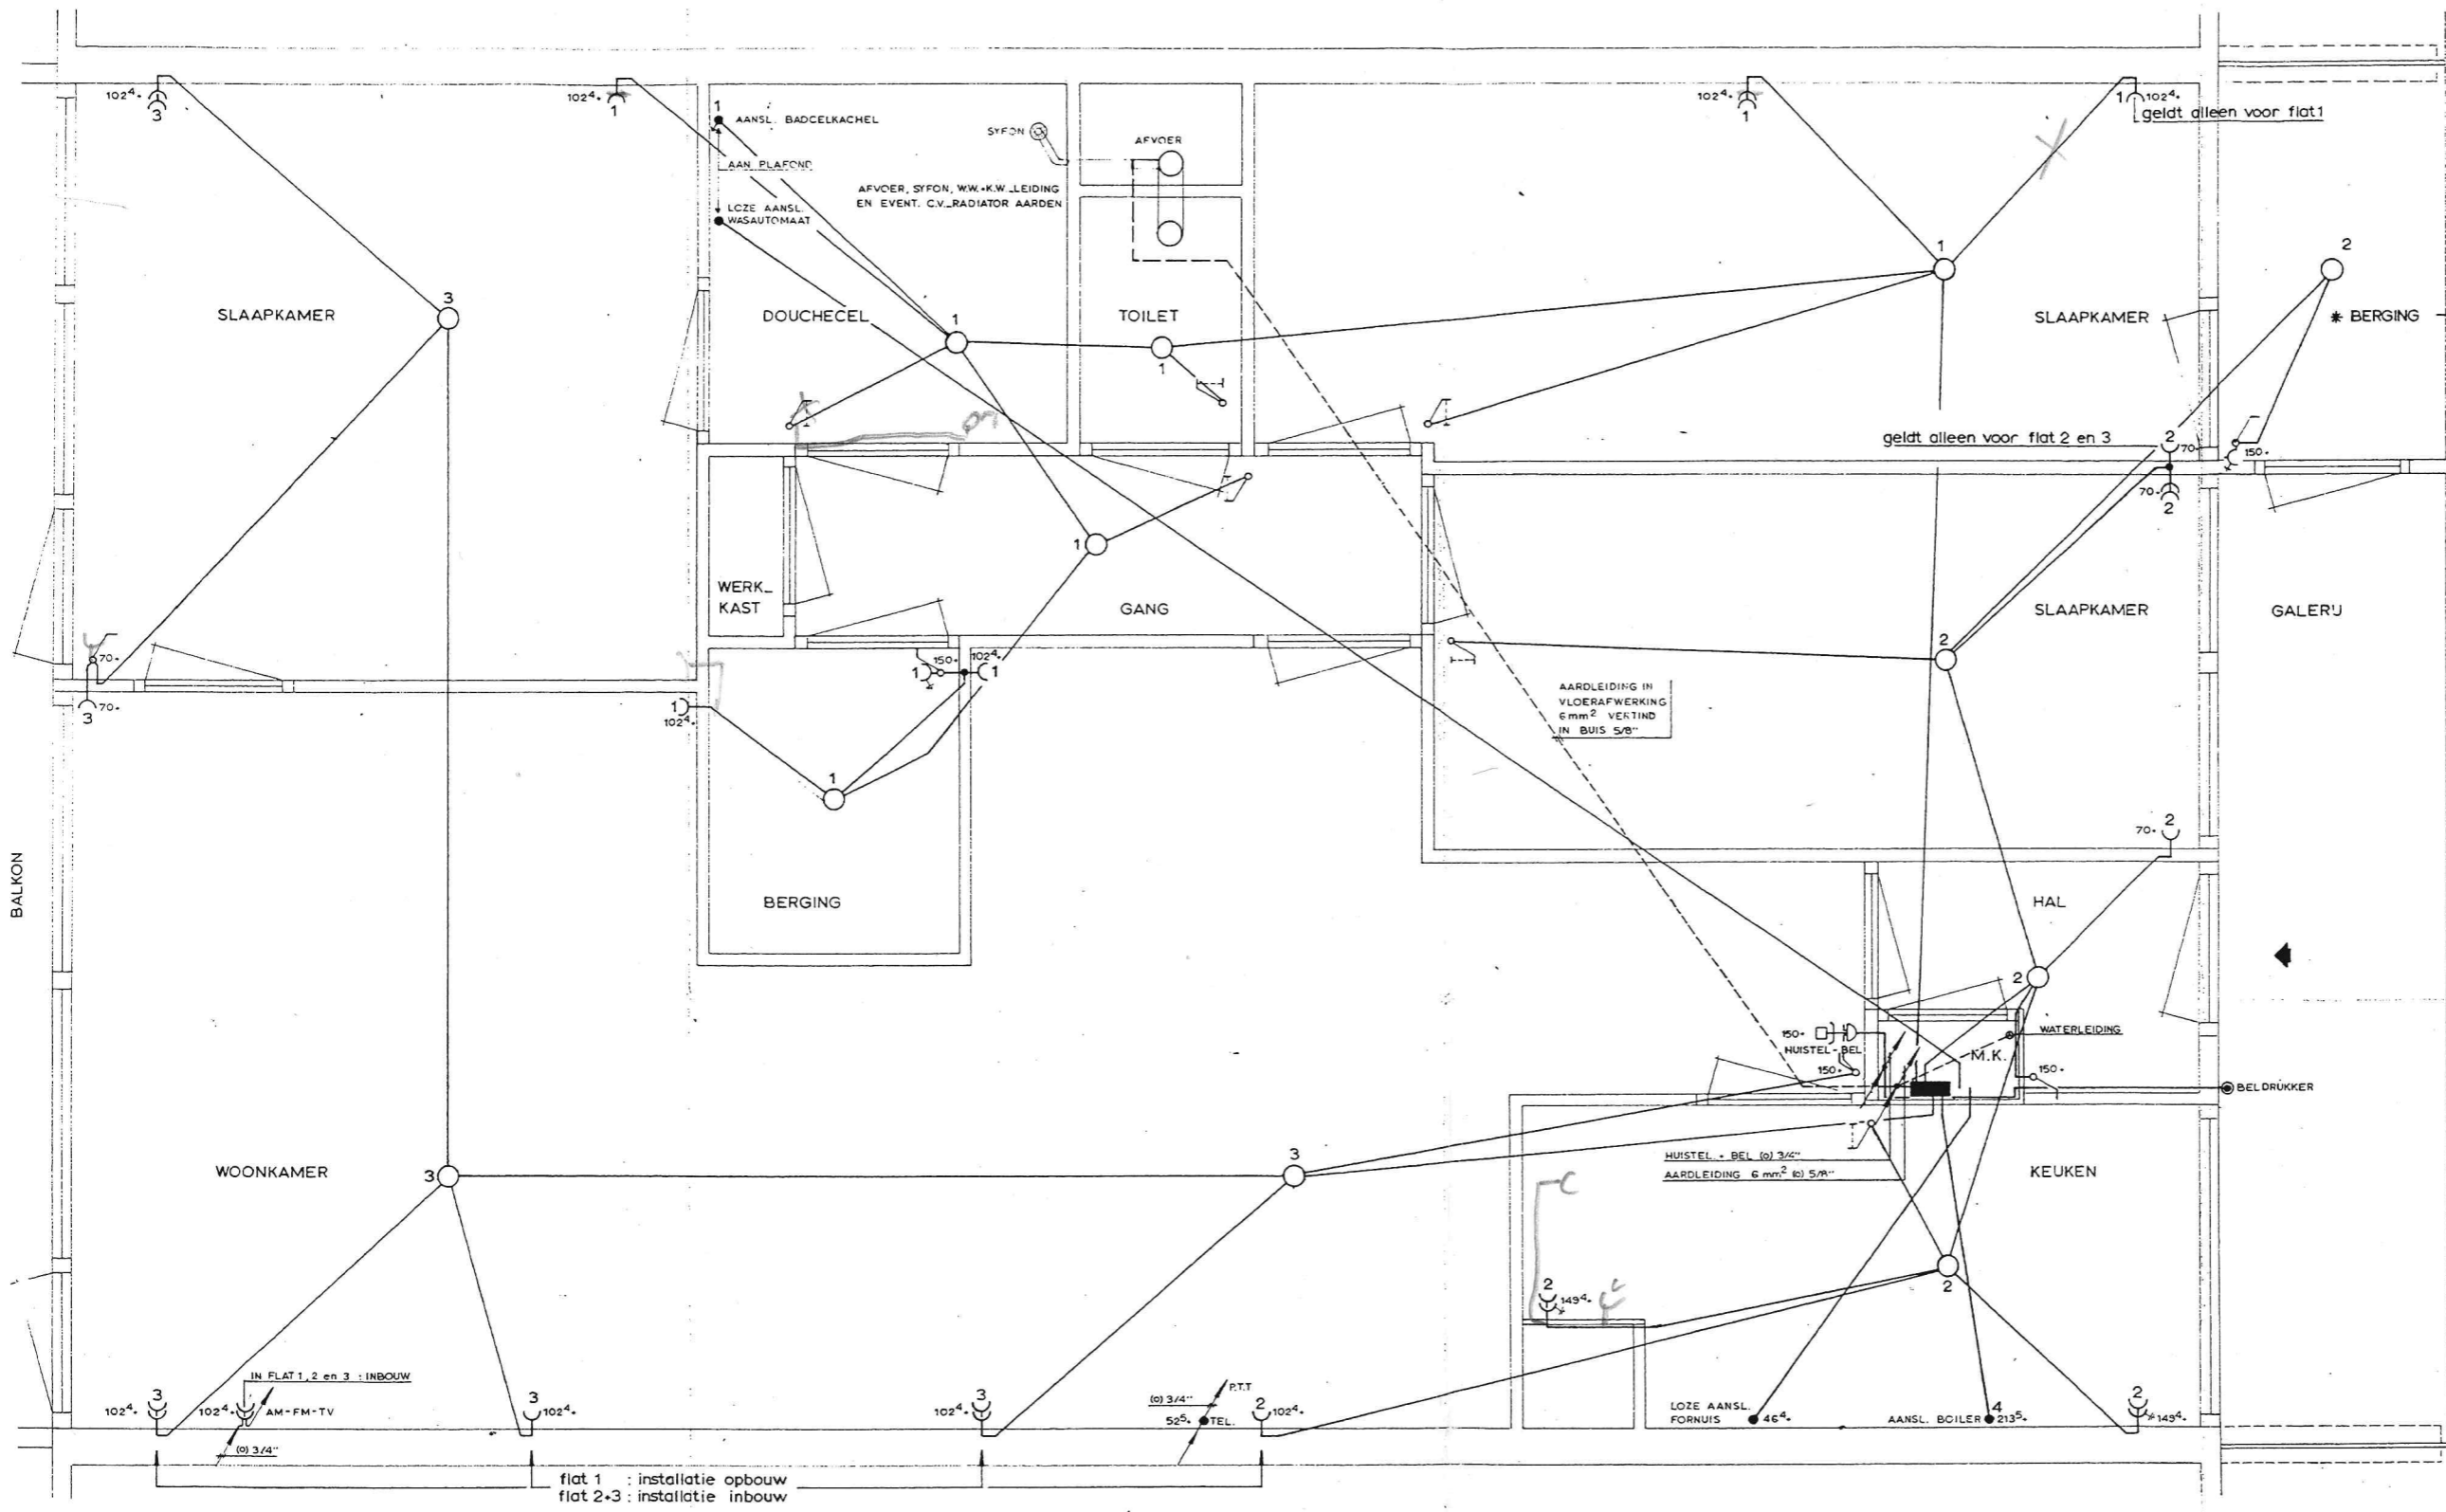 102⁴·
3
102⁴·
1
1
AANSL. BADCELKACHEL
AAN PLAFOND
LOZE AANSL.
WASAUTOMAAT
SYFON
AFVOER
AFVOER, SYFON, W.W.+K.W._LEIDING
EN EVENT. C.V._RADIATOR AARDEN
102⁴·
1
1
102⁴·
geldt alleen voor flat 1
3
SLAAPKAMER
DOUCHECEL
1
TOILET
1
1
SLAAPKAMER
2
* BERGING
geldt alleen voor flat 2 en 3
2
70·
150·
70·
2
1
WERK_
KAST
GANG
SLAAPKAMER
GALERIJ
70·
3
70·
1
150·
102⁴·
1
1
102⁴·
2
AARDLEIDING IN
VLOERAFWERKING
6 mm² VERTIND
IN BUIS 5/8"
1
2
70·
BALKON
BERGING
HAL
2
150·
HUISTEL-BEL
150·
WATERLEIDING
M.K.
150·
BELDRUKKER
WOONKAMER
3
3
HUISTEL. + BEL (o) 3/4"
AARDLEIDING 6 mm² (o) 5/8"
KEUKEN
C
2
149⁴·
2
IN FLAT 1, 2 en 3 : INBOUW
3
102⁴·
102⁴·
AM-FM-TV
(o) 3/4"
3
102⁴·
3
102⁴·
(o) 3/4"
P.T.T
52⁵·
TEL.
2
102⁴·
LOZE AANSL.
FORNUIS
46⁴·
AANSL. BOILER
4
213⁵·
2
149⁴·
flat 1 : installatie opbouw
flat 2+3 : installatie inbouw